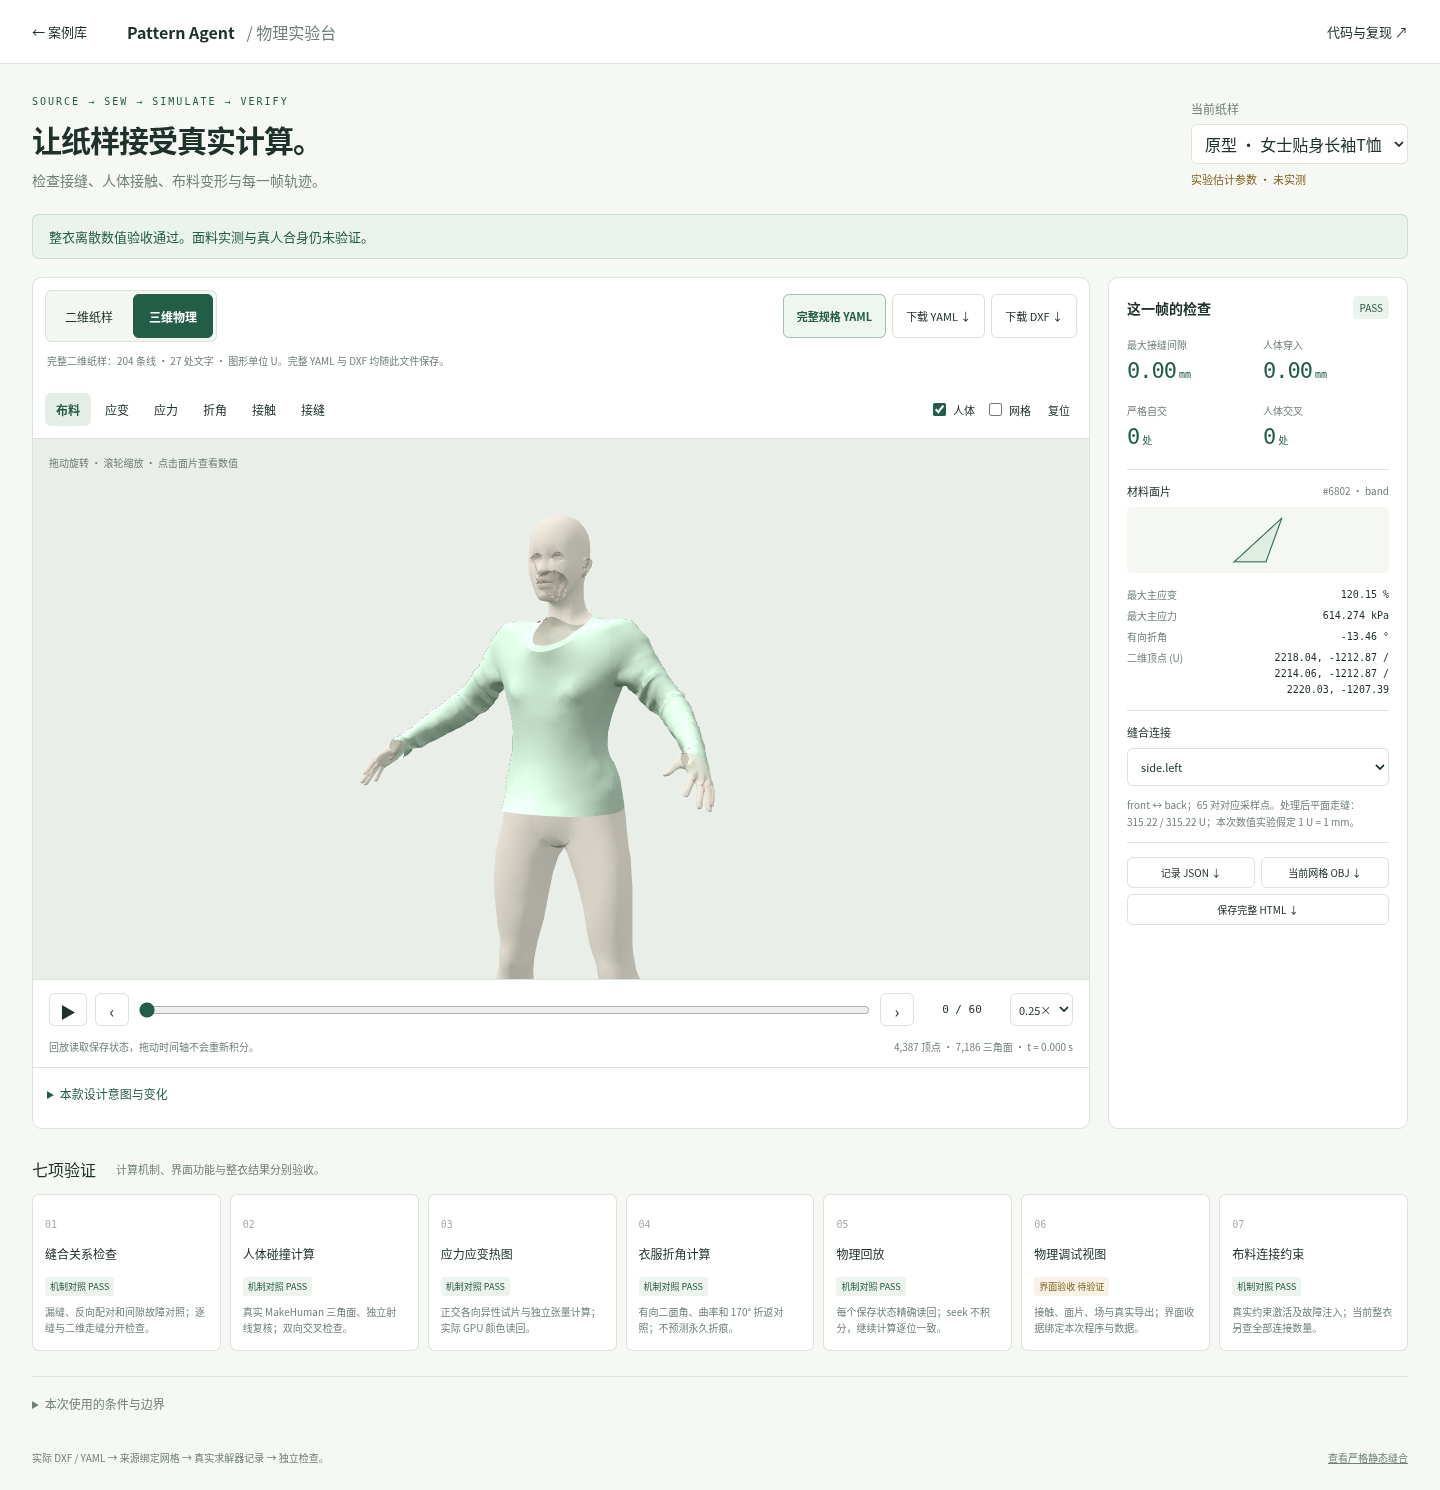 ← 案例库
Pattern Agent / 物理实验台
代码与复现 ↗
SOURCE → SEW → SIMULATE → VERIFY
让纸样接受真实计算。
检查接缝、人体接触、布料变形与每一帧轨迹。
当前纸样
原型 · 女士贴身长袖T恤
实验估计参数 · 未实测
整衣离散数值验收通过。面料实测与真人合身仍未验证。
二维纸样
三维物理
完整规格 YAML
下载 YAML ↓
下载 DXF ↓
完整二维纸样：204 条线 · 27 处文字 · 图形单位 U。完整 YAML 与 DXF 均随此文件保存。
布料
应变
应力
折角
接触
接缝
人体
网格
复位
拖动旋转 · 滚轮缩放 · 点击面片查看数值
0 / 60
0.25×
回放读取保存状态，拖动时间轴不会重新积分。
4,387 顶点 · 7,186 三角面 · t = 0.000 s
▶ 本款设计意图与变化
这一帧的检查
PASS
最大接缝间隙
人体穿入
0.00 mm
0.00 mm
严格自交
人体交叉
0 处
0 处
材料面片
#6802 · band
最大主应变
120.15 %
最大主应力
614.274 kPa
有向折角
-13.46 °
二维顶点 (U)
2218.04, -1212.87 /
2214.06, -1212.87 /
2220.03, -1207.39
缝合连接
side.left
front ↔ back；65 对对应采样点。处理后平面走缝：
315.22 / 315.22 U；本次数值实验假定 1 U = 1 mm。
记录 JSON ↓
当前网格 OBJ ↓
保存完整 HTML ↓
七项验证
计算机制、界面功能与整衣结果分别验收。
01
缝合关系检查
机制对照 PASS
漏缝、反向配对和间隙故障对照；逐
缝与二维走缝分开检查。
02
人体碰撞计算
机制对照 PASS
真实 MakeHuman 三角面、独立射
线复核；双向交叉检查。
03
应力应变热图
机制对照 PASS
正交各向异性试片与独立张量计算；
实际 GPU 颜色读回。
04
衣服折角计算
机制对照 PASS
有向二面角、曲率和 170° 折返对
照；不预测永久折痕。
05
物理回放
机制对照 PASS
每个保存状态精确读回；seek 不积
分，继续计算逐位一致。
06
物理调试视图
界面验收 待验证
接触、面片、场与真实导出；界面收
据绑定本次程序与数据。
07
布料连接约束
机制对照 PASS
真实约束激活及故障注入；当前整衣
另查全部连接数量。
▶ 本次使用的条件与边界
实际 DXF / YAML → 来源绑定网格 → 真实求解器记录 → 独立检查。
查看严格静态缝合